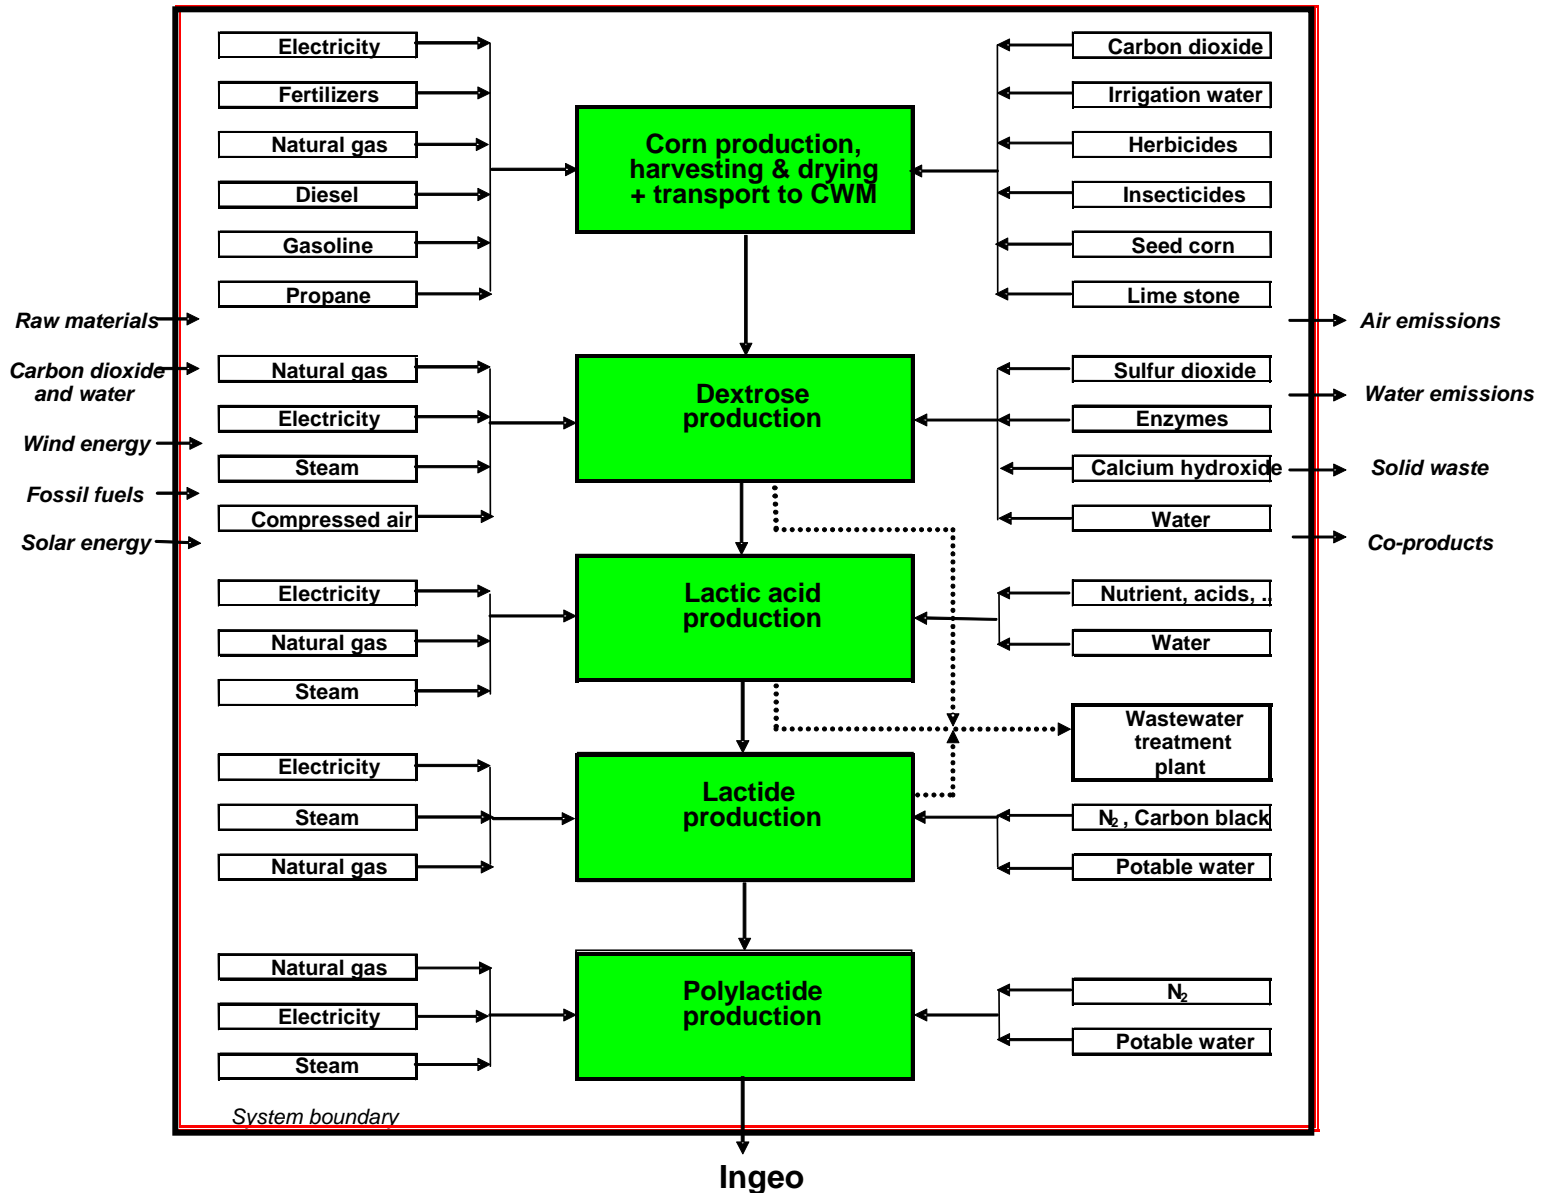 Electricity
Fertilizers
Natural gas
Diesel
Gasoline
Propane
Corn production,
harvesting & drying
+ transport to CWM
Carbon dioxide
Irrigation water
Herbicides
Insecticides
Seed corn
Lime stone
Raw materials
Carbon dioxide
and water
Wind energy
Fossil fuels
Solar energy
Natural gas
Electricity
Steam
Compressed air
Dextrose
production
Sulfur dioxide
Enzymes
Calcium hydroxide
Water
Air emissions
Water emissions
Solid waste
Co-products
Electricity
Natural gas
Steam
Lactic acid
production
Nutrient, acids, ..
Water
Wastewater
treatment
plant
Electricity
Steam
Natural gas
Lactide
production
N₂ , Carbon black
Potable water
Natural gas
Electricity
Steam
Polylactide
production
N₂
Potable water
System boundary
Ingeo